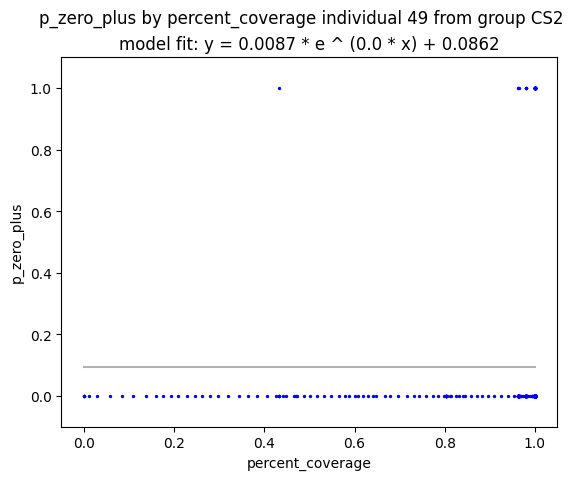 p_zero_plus by percent_coverage individual 49 from group CS2
model fit: y = 0.0087 * e ^ (0.0 * x) + 0.0862
1.0
0.8
0.6
0.4
0.2
0.0
p_zero_plus
0.0 0.2 0.4 0.6 0.8 1.0
percent_coverage